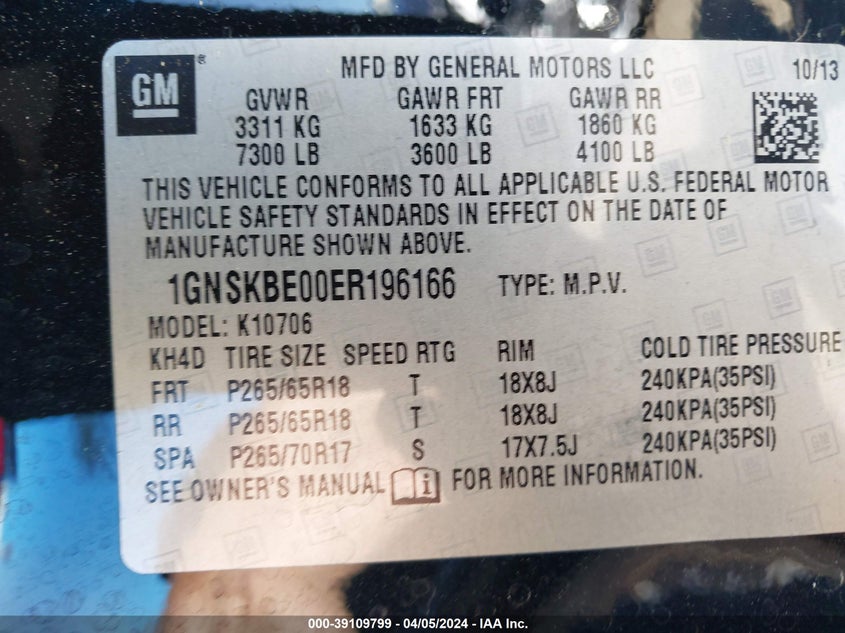 GM ® MFD BY GENERAL MOTORS LLC 10/13
GVWR GAWR FRT GAWR RR
3311 KG 1633 KG 1860 KG
7300 LB 3600 LB 4100 LB
THIS VEHICLE CONFORMS TO ALL APPLICABLE U.S. FEDERAL MOTOR
VEHICLE SAFETY STANDARDS IN EFFECT ON THE DATE OF
MANUFACTURE SHOWN ABOVE.
1GNSKBE00ER196166 TYPE: M.P.V.
MODEL: K10706
KH4D TIRE SIZE SPEED RTG RIM COLD TIRE PRESSURE
FRT P265/65R18 T 18X8J 240KPA(35PSI)
RR P265/65R18 T 18X8J 240KPA(35PSI)
SPA P265/70R17 S 17X7.5J 240KPA(35PSI)
SEE OWNER'S MANUAL i FOR MORE INFORMATION.
000-39109799 - 04/05/2024 - IAA Inc.